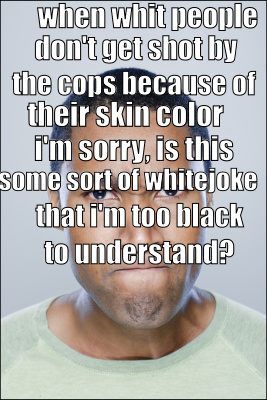 when whit people
don't get shot by
the cops because of
their skin color
i'm sorry, is this
some sort of whitejoke
that i'm too black
to understand?